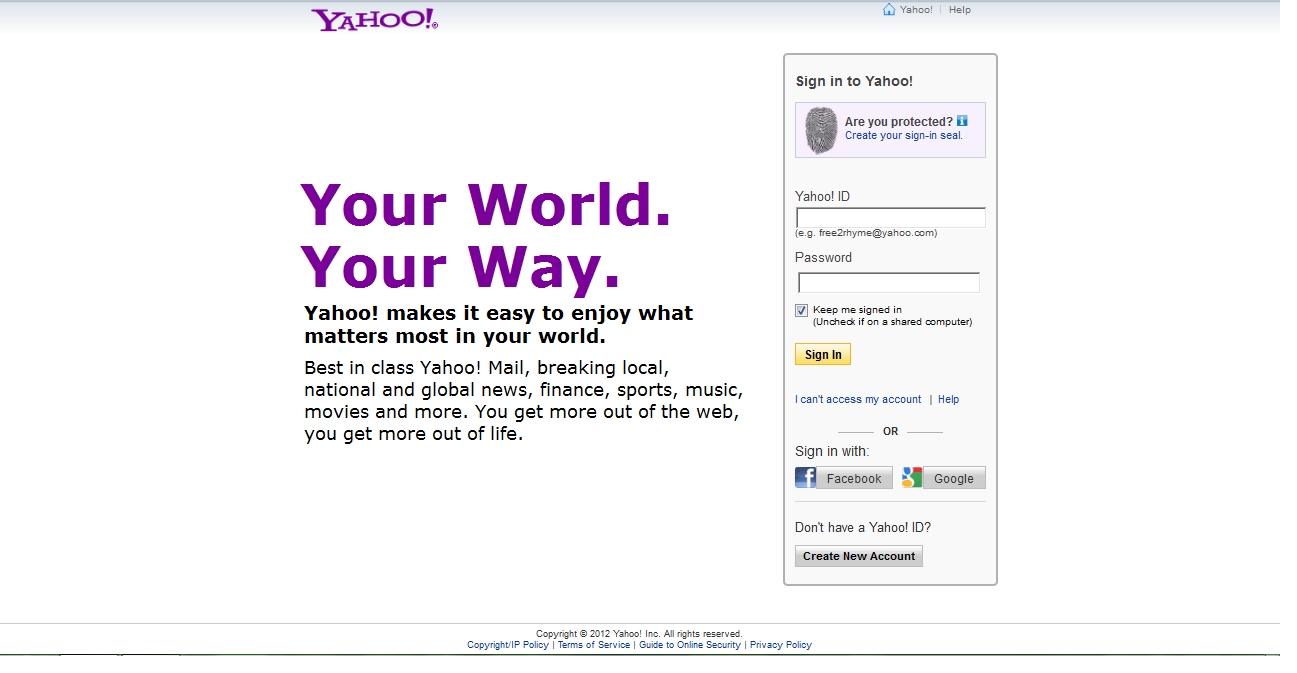 YAHOO!®
Yahoo! | Help
Sign in to Yahoo!
Are you protected?
Create your sign-in seal.
Your World.
Your Way.
Yahoo! makes it easy to enjoy what
matters most in your world.
Best in class Yahoo! Mail, breaking local,
national and global news, finance, sports, music,
movies and more. You get more out of the web,
you get more out of life.
Yahoo! ID
(e.g. free2rhyme@yahoo.com)
Password
Keep me signed in
(Uncheck if on a shared computer)
Sign In
I can't access my account | Help
OR
Sign in with:
f Facebook g Google
Don't have a Yahoo! ID?
Create New Account
Copyright © 2012 Yahoo! Inc. All rights reserved.
Copyright/IP Policy | Terms of Service | Guide to Online Security | Privacy Policy